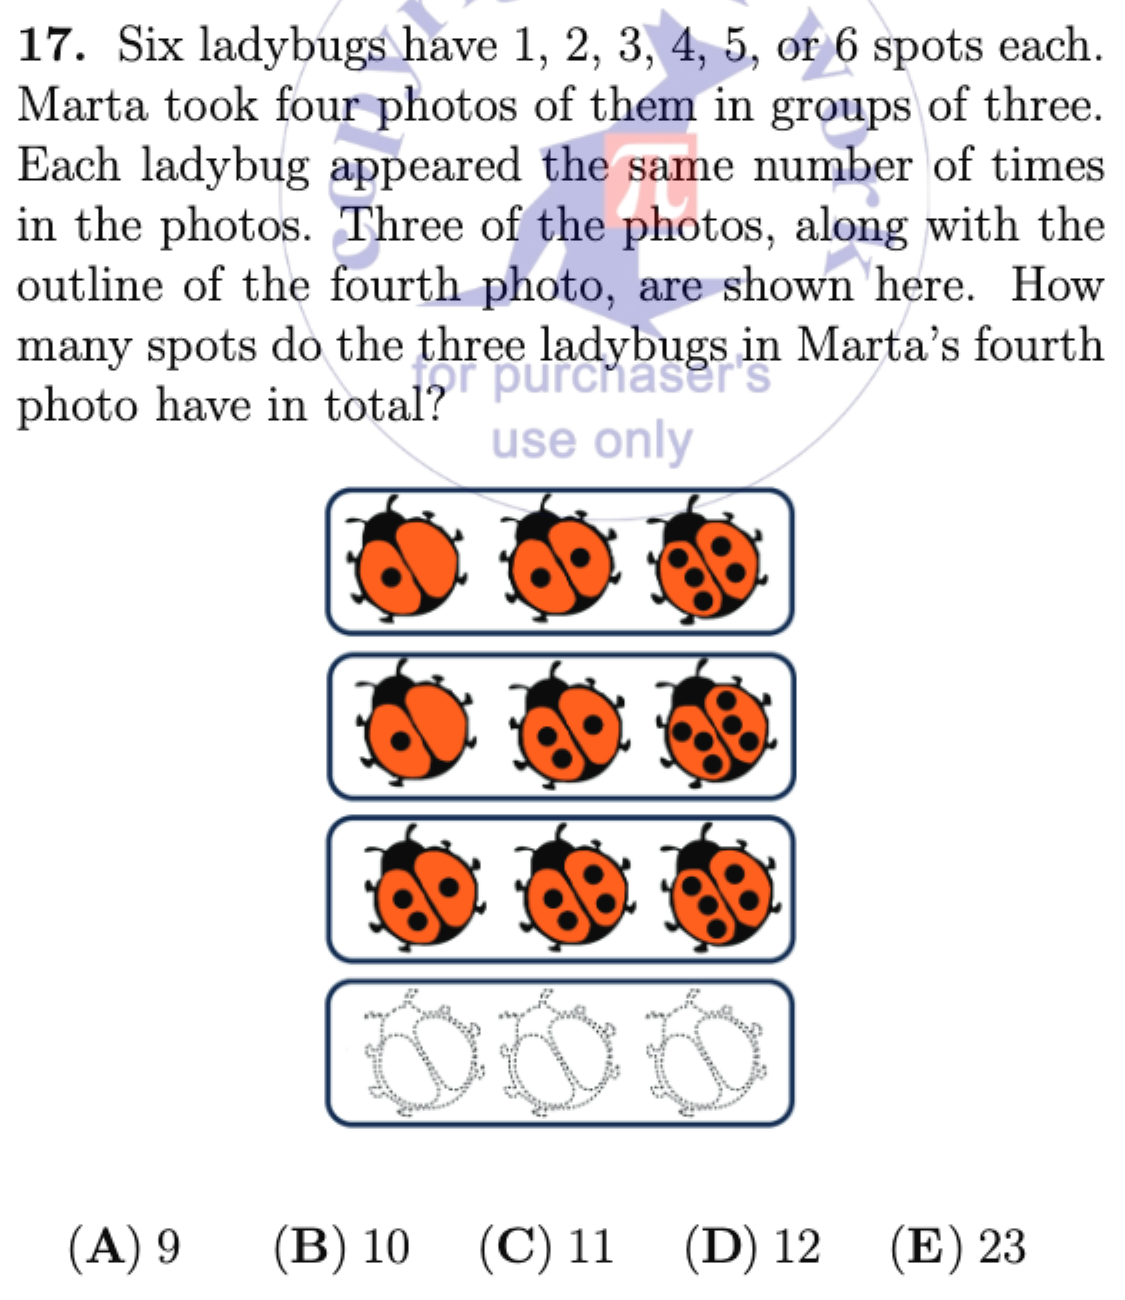 17. Six ladybugs have 1, 2, 3, 4, 5, or 6 spots each.
Marta took four photos of them in groups of three.
Each ladybug appeared the same number of times
in the photos. Three of the photos, along with the
outline of the fourth photo, are shown here. How
many spots do the three ladybugs in Marta's fourth
photo have in total?
for purchaser's
use only
(A) 9 (B) 10 (C) 11 (D) 12 (E) 23